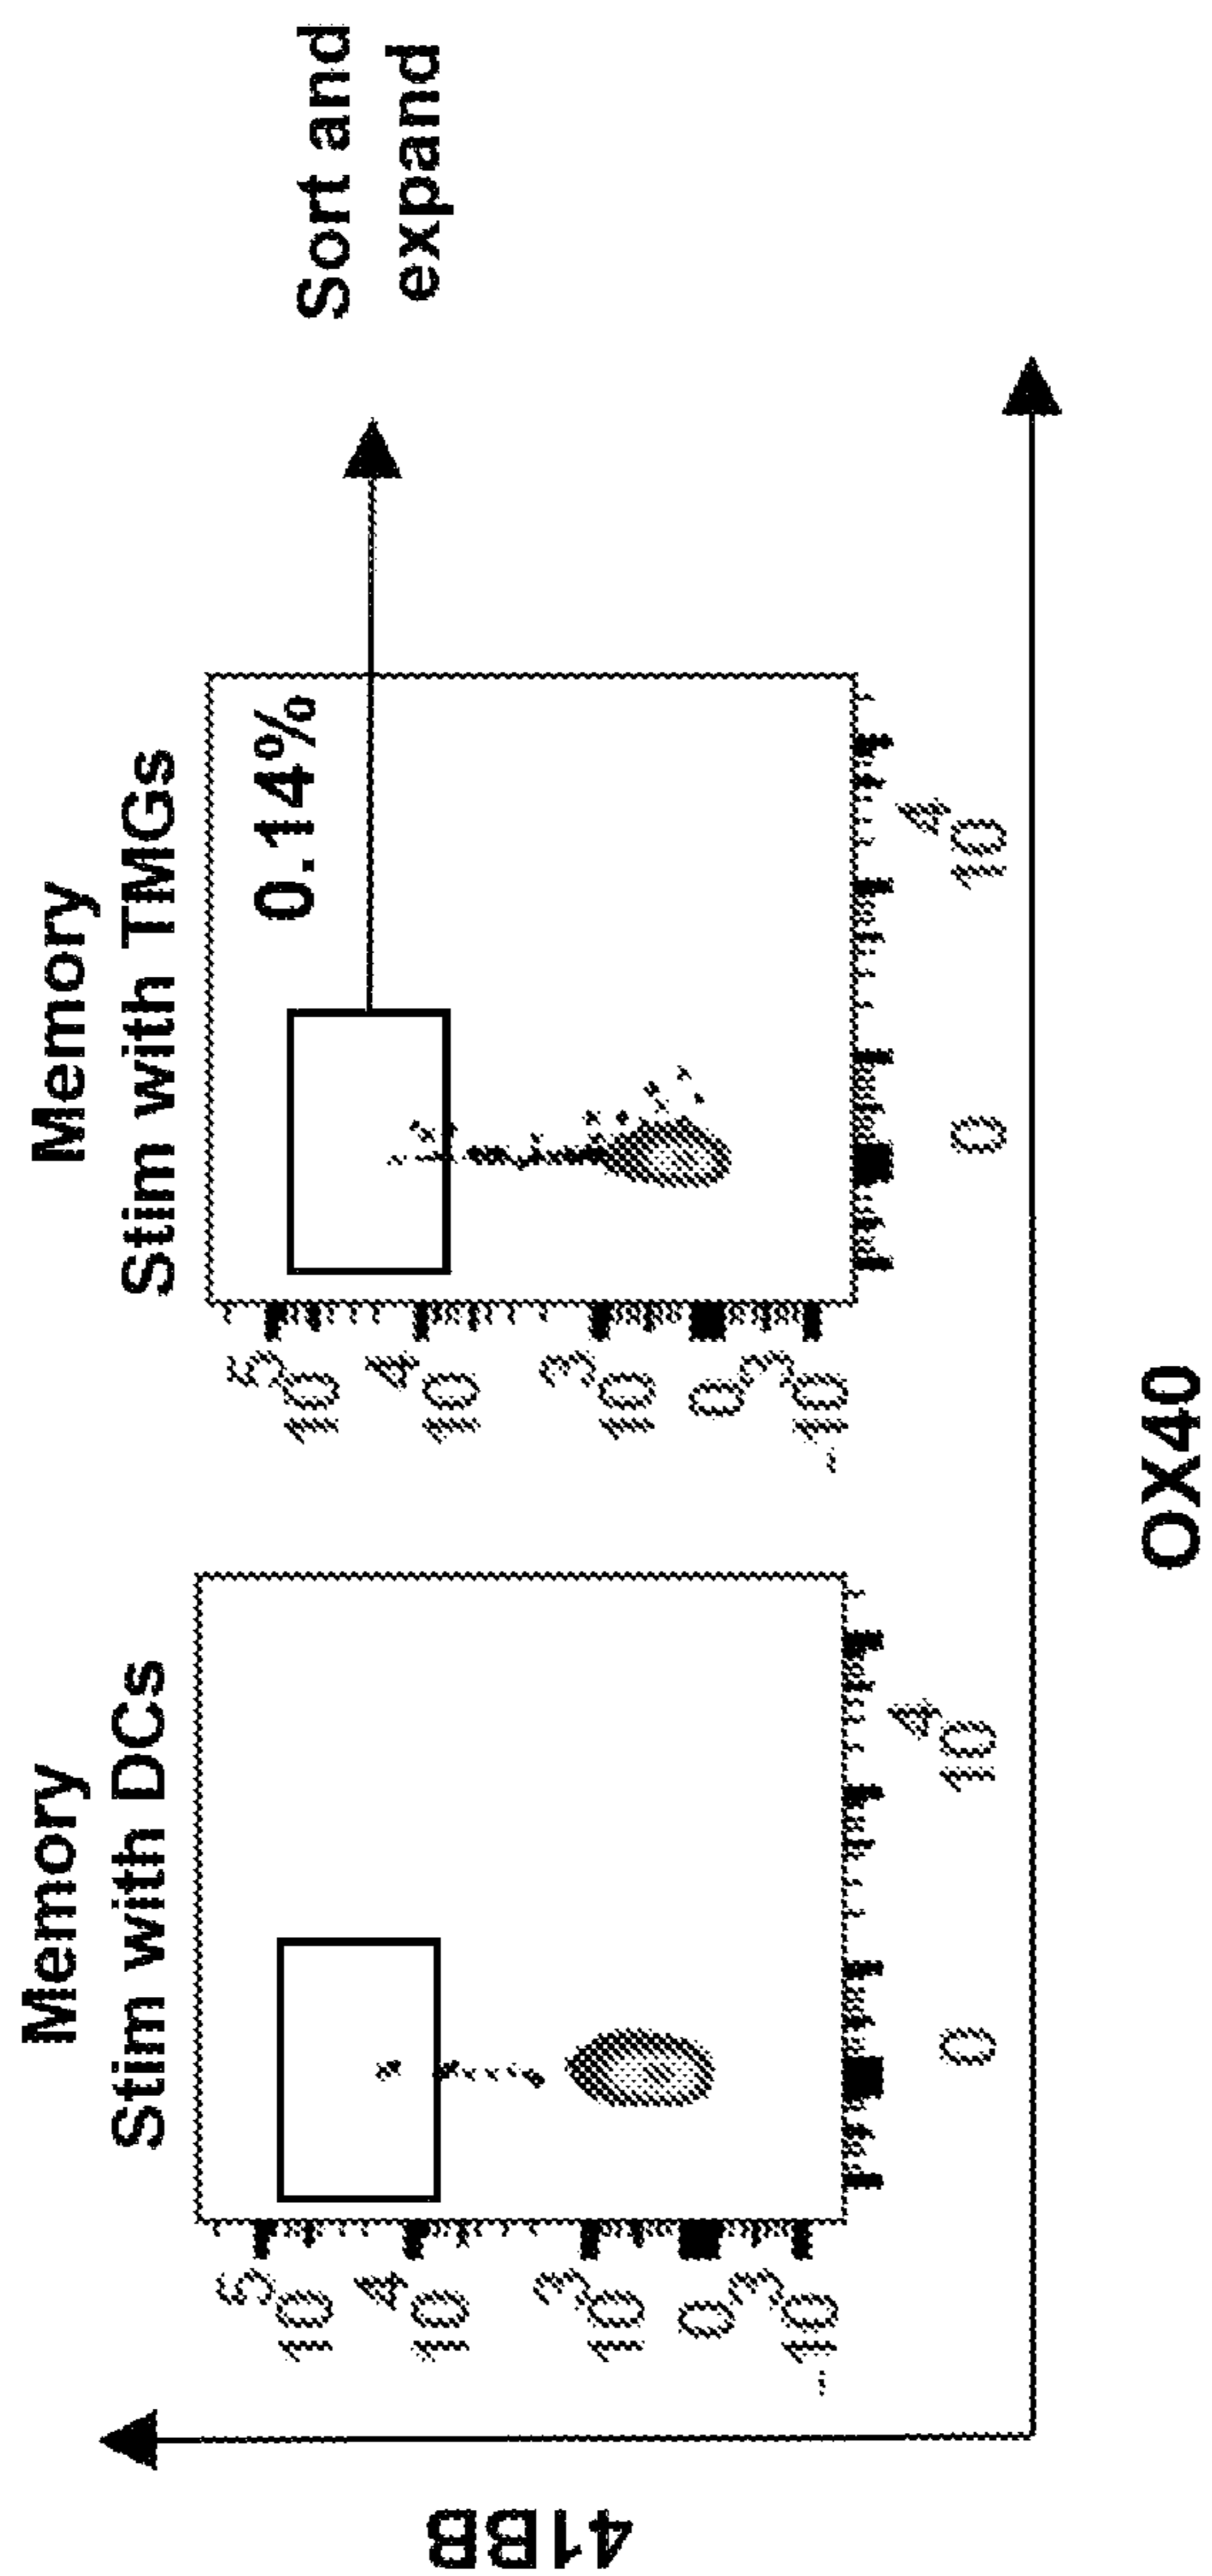 Memory
Stim with DCs
Memory
Stim with TMGs
0.14%
Sort and
expand
41BB
10^5
10^4
10^3
0
-10^3
0
10^4
10^5
10^4
10^3
0
-10^3
0
10^4
OX40